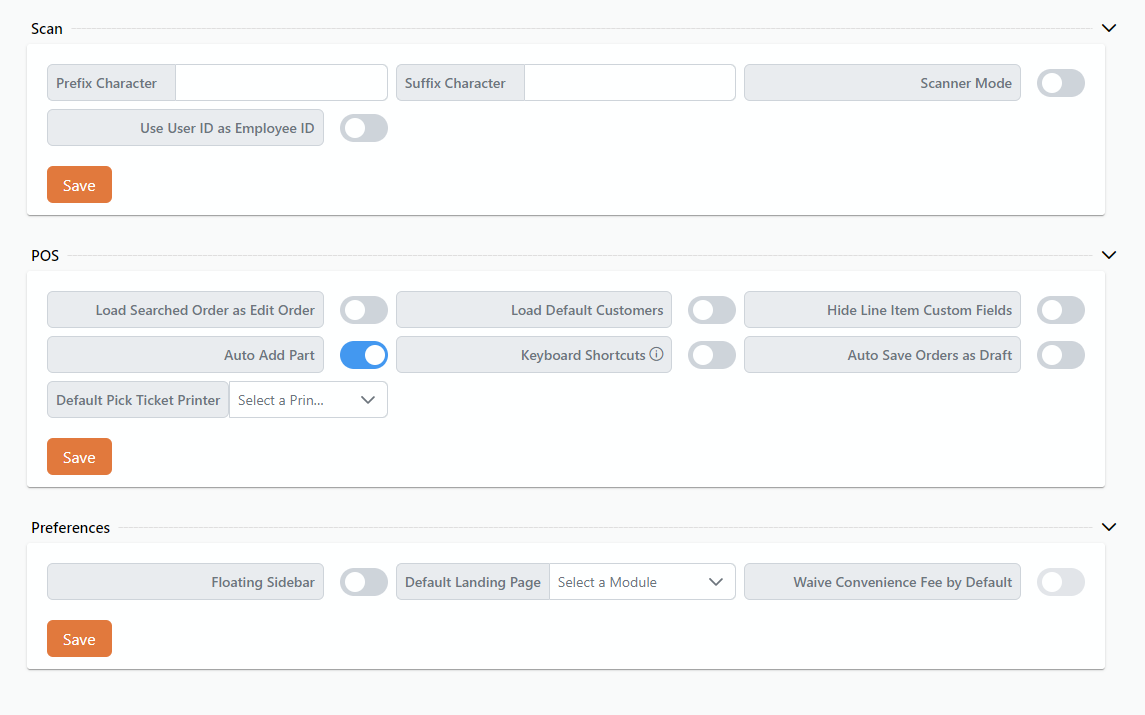 Scan
Prefix Character Suffix Character Scanner Mode
Use User ID as Employee ID
Save
POS
Load Searched Order as Edit Order Load Default Customers Hide Line Item Custom Fields
Auto Add Part Keyboard Shortcuts Auto Save Orders as Draft
Default Pick Ticket Printer Select a Prin...
Save
Preferences
Floating Sidebar Default Landing Page Select a Module Waive Convenience Fee by Default
Save